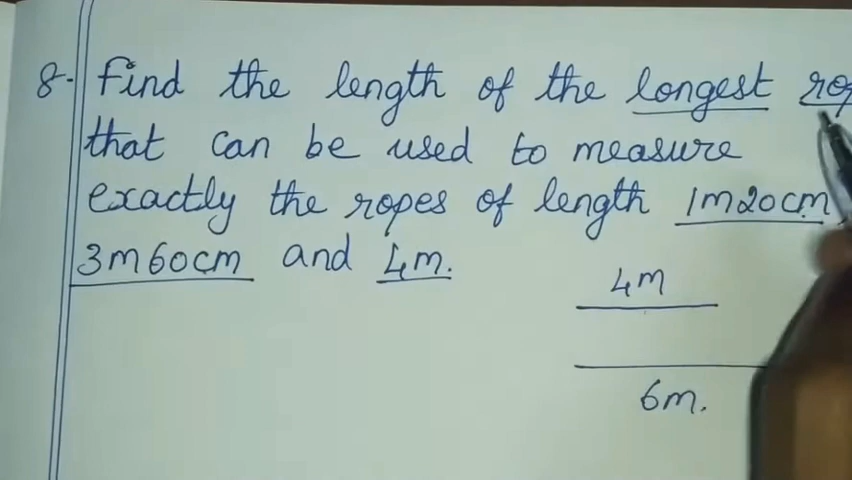 8. Find the length of the longest
that can be used to measure
exactly the ropes of length 1m20cm,
3m60cm and 4m.
4m
6m.